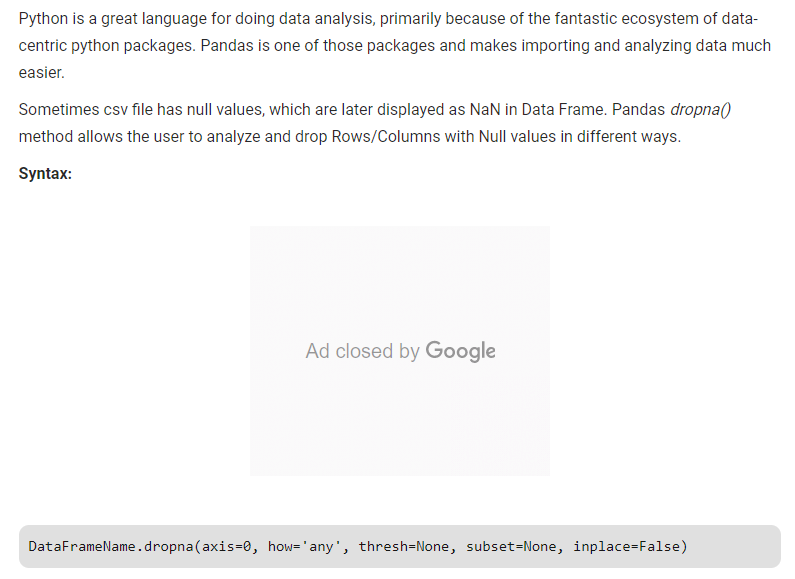 Python is a great language for doing data analysis, primarily because of the fantastic ecosystem of data-
centric python packages. Pandas is one of those packages and makes importing and analyzing data much
easier.
Sometimes csv file has null values, which are later displayed as NaN in Data Frame. Pandas dropna()
method allows the user to analyze and drop Rows/Columns with Null values in different ways.
Syntax:
Ad closed by Google
DataFrameName.dropna(axis=0, how='any', thresh=None, subset=None, inplace=False)